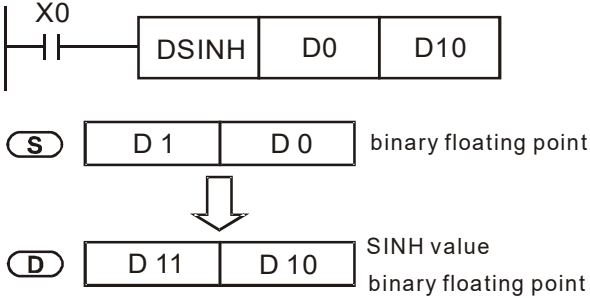 X0
DSINH D0 D10
S D 1 D 0 binary floating point
SINH value
D D 11 D 10
binary floating point